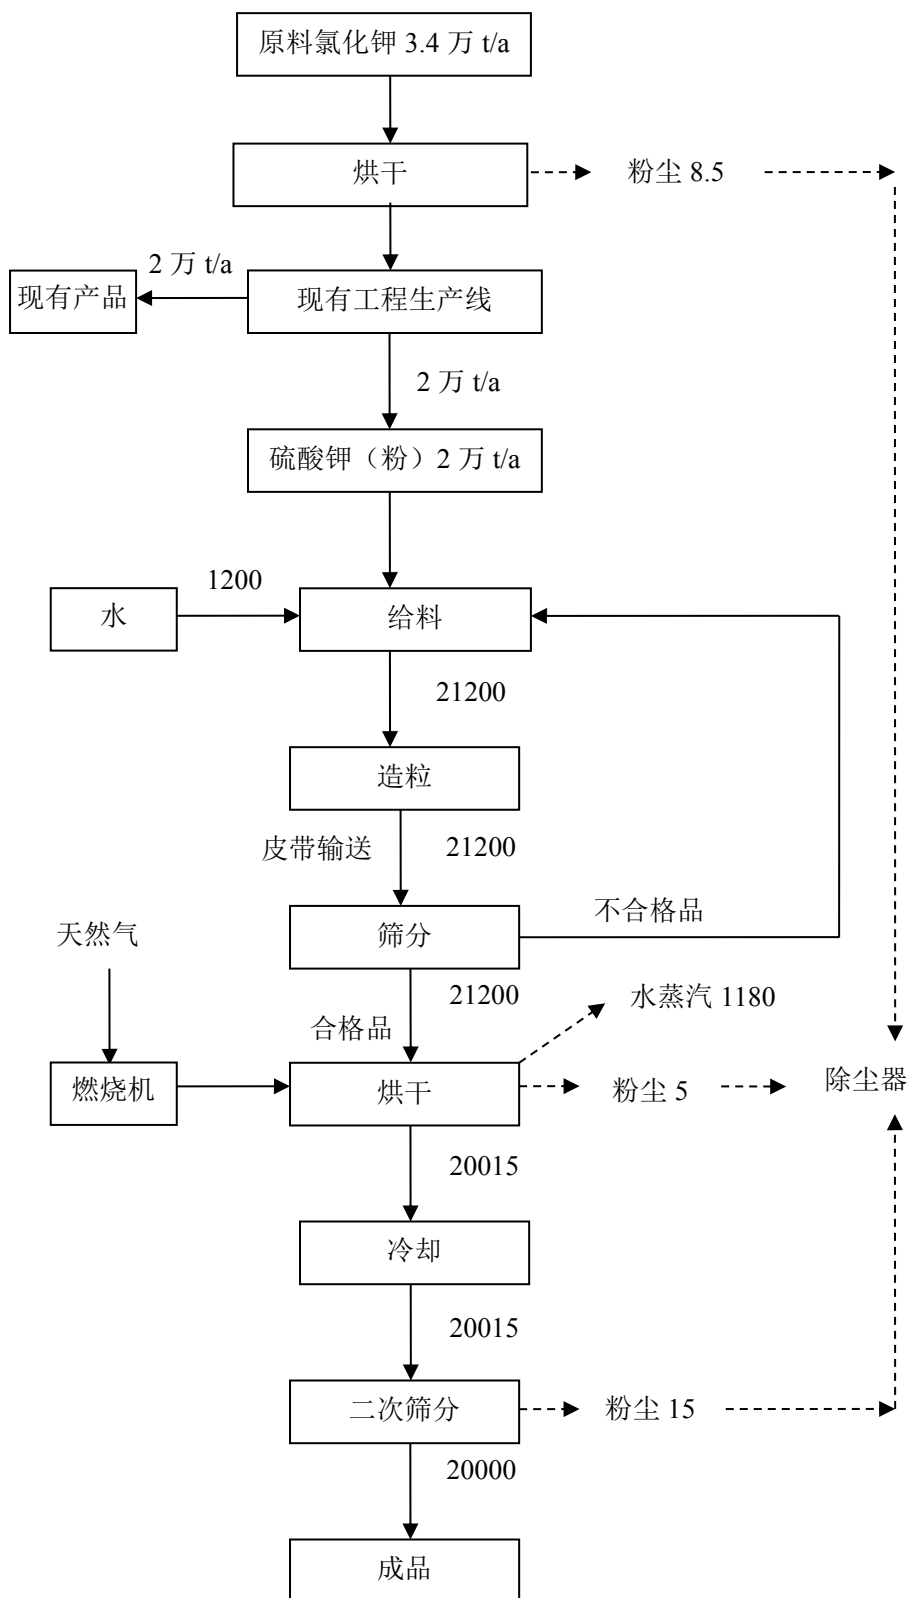 原料氯化钾 3.4 万 t/a
烘干
粉尘 8.5
2 万 t/a
现有产品
现有工程生产线
2 万 t/a
硫酸钾（粉）2 万 t/a
1200
水
给料
21200
造粒
皮带输送
21200
不合格品
天然气
筛分
21200
水蒸汽 1180
合格品
燃烧机
烘干
粉尘 5
除尘器
20015
冷却
20015
二次筛分
粉尘 15
20000
成品